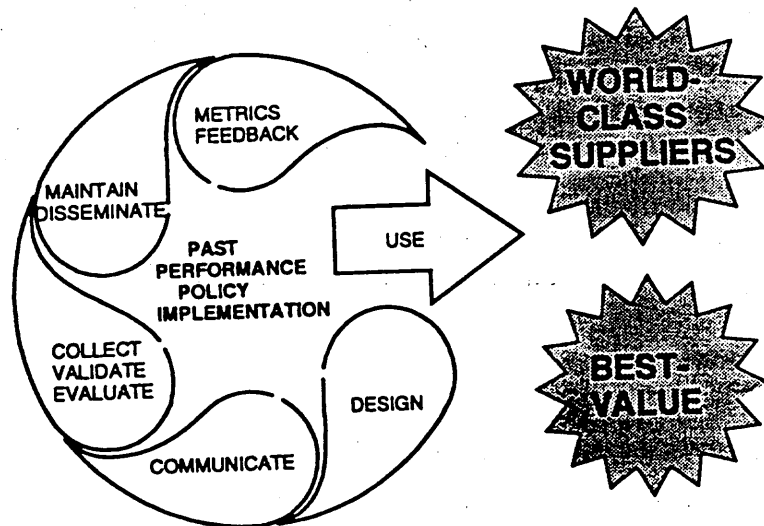 METRICS
FEEDBACK
MAINTAIN
DISSEMINATE
PAST
PERFORMANCE
POLICY
IMPLEMENTATION
COLLECT
VALIDATE
EVALUATE
COMMUNICATE
DESIGN
USE
WORLD-
CLASS
SUPPLIERS
BEST-
VALUE